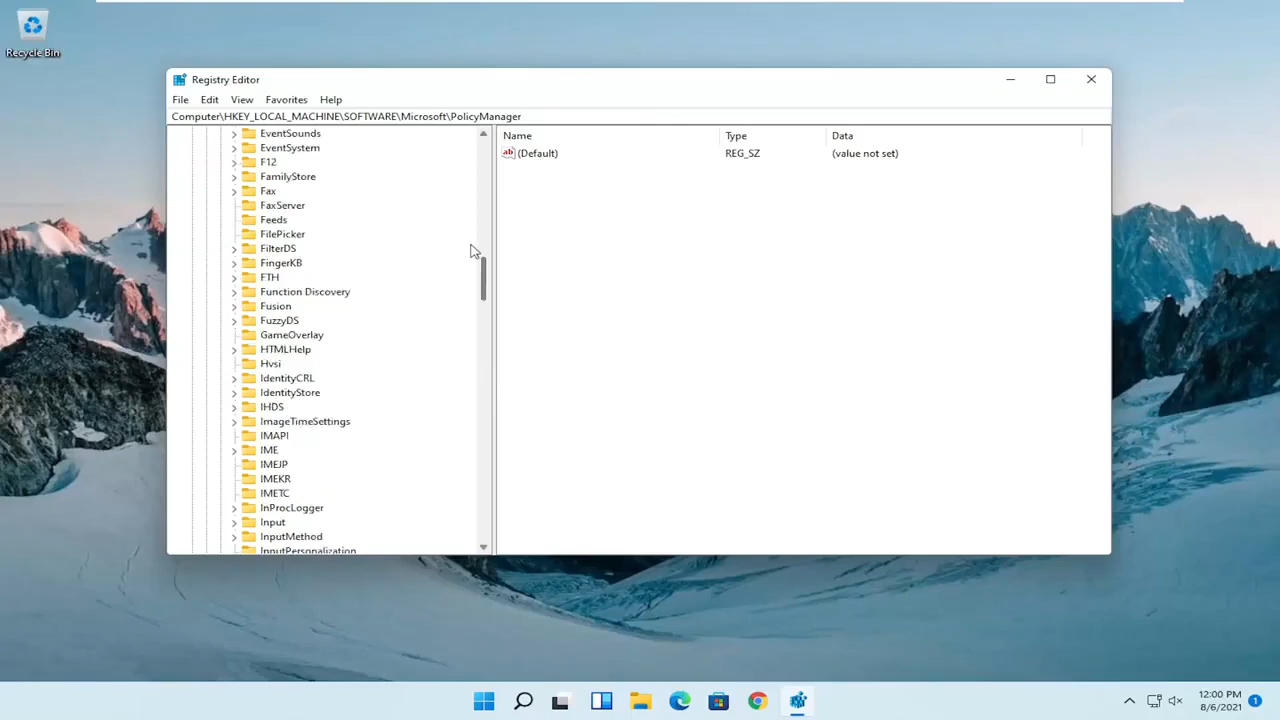 Recycle Bin
Registry Editor
File Edit View Favorites Help
Computer\HKEY_LOCAL_MACHINE\SOFTWARE\Microsoft\PolicyManager
EventSounds
EventSystem
F12
FamilyStore
Fax
FaxServer
Feeds
FilePicker
FilterDS
FingerKB
FTH
Function Discovery
Fusion
FuzzyDS
GameOverlay
HTMLHelp
Hvsi
IdentityCRL
IdentityStore
IHDS
ImageTimeSettings
IMAPI
IME
IMEJP
IMEKR
IMETC
InProcLogger
Input
InputMethod
InputPersonalization
Name Type Data
ab (Default) REG_SZ (value not set)
12:00 PM
8/6/2021
1